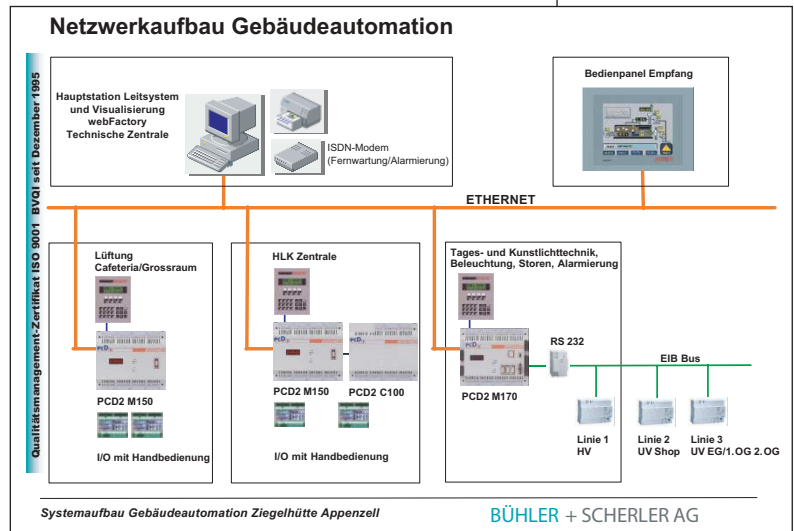 Netzwerkaufbau Gebäudeautomation
Qualitätsmanagement-Zertifikat ISO 9001 BVQI seit Dezember 1995
Hauptstation Leitsystem
und Visualisierung
webFactory
Technische Zentrale
ISDN-Modem
(Fernwartung/Alarmierung)
Bedienpanel Empfang
ETHERNET
Lüftung
Cafeteria/Grossraum
PCD2 M150
I/O mit Handbedienung
HLK Zentrale
PCD2 M150
PCD2 C100
I/O mit Handbedienung
Tages- und Kunstlichttechnik,
Beleuchtung, Storen, Alarmierung
PCD2 M170
RS 232
EIB Bus
Linie 1
HV
Linie 2
UV Shop
Linie 3
UV EG/1.OG 2.OG
Systemaufbau Gebäudeautomation Ziegelhütte Appenzell
BÜHLER + SCHERLER AG